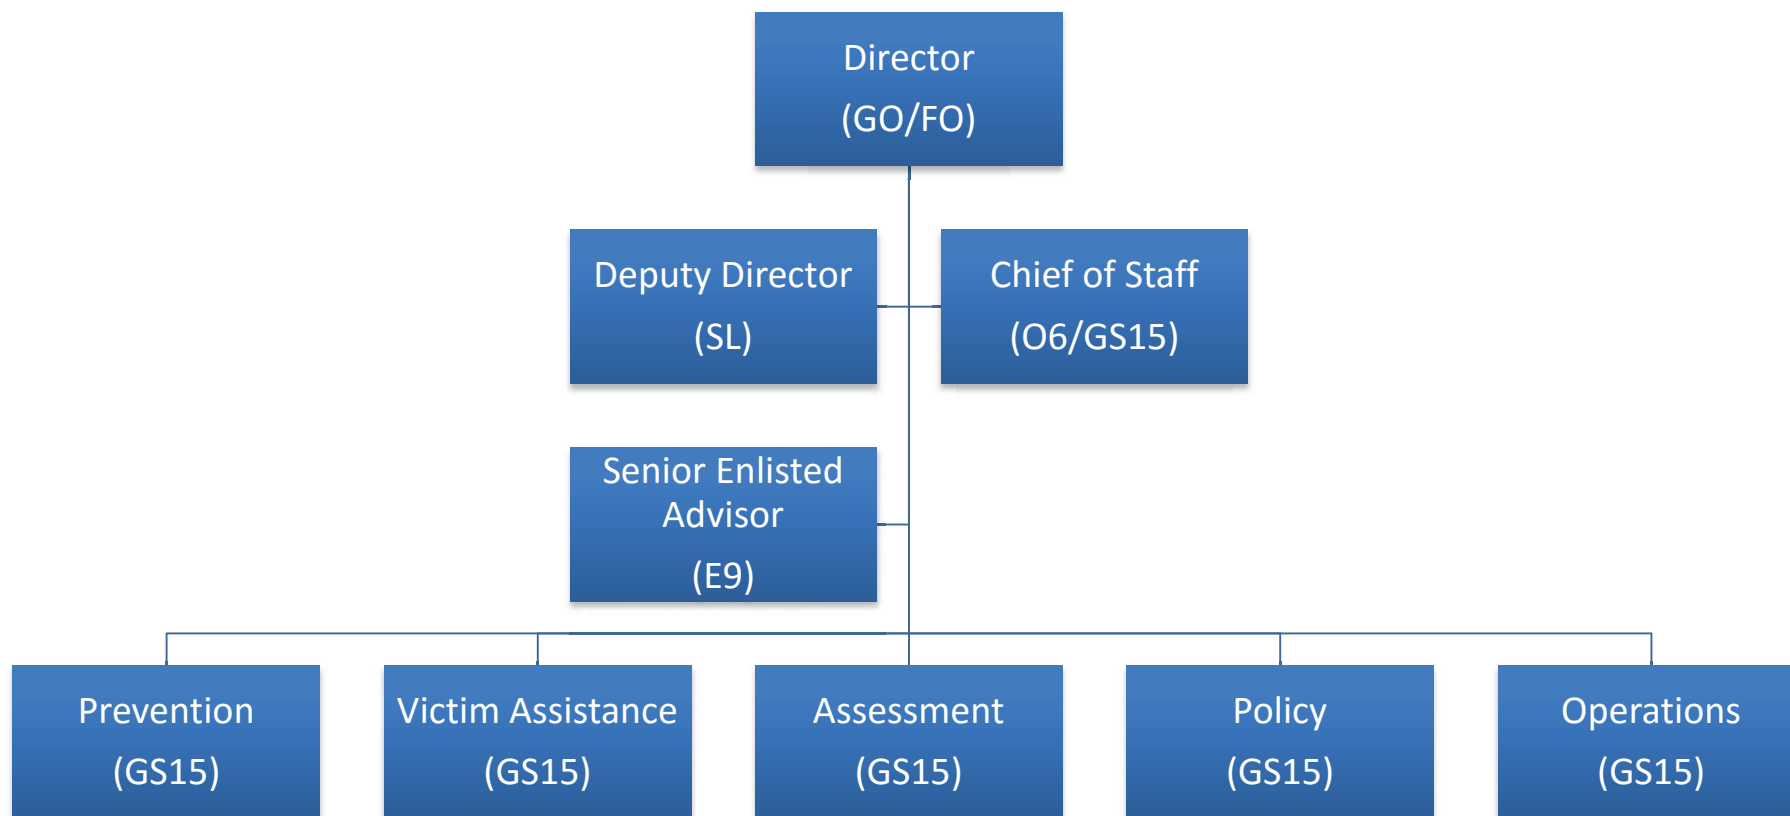 Director
(GO/FO)
Deputy Director
(SL)
Chief of Staff
(O6/GS15)
Senior Enlisted
Advisor
(E9)
Prevention
(GS15)
Victim Assistance
(GS15)
Assessment
(GS15)
Policy
(GS15)
Operations
(GS15)